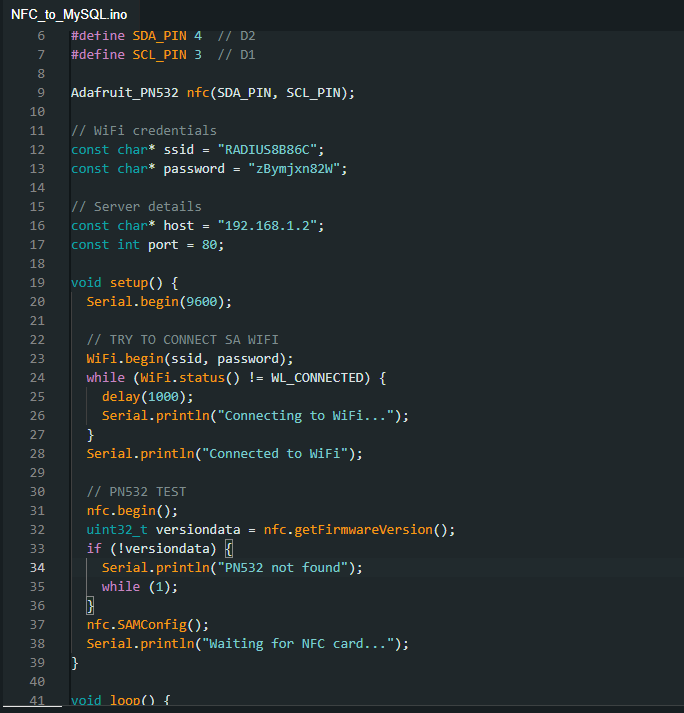 NFC_to_MySQL.ino
6 #define SDA_PIN 4 // D2
7 #define SCL_PIN 3 // D1
8
9 Adafruit_PN532 nfc(SDA_PIN, SCL_PIN);
10
11 // WiFi credentials
12 const char* ssid = "RADIUS8B86C";
13 const char* password = "zBymjxn82W";
14
15 // Server details
16 const char* host = "192.168.1.2";
17 const int port = 80;
18
19 void setup() {
20 Serial.begin(9600);
21
22 // TRY TO CONNECT SA WIFI
23 WiFi.begin(ssid, password);
24 while (WiFi.status() != WL_CONNECTED) {
25 delay(1000);
26 Serial.println("Connecting to WiFi...");
27 }
28 Serial.println("Connected to WiFi");
29
30 // PN532 TEST
31 nfc.begin();
32 uint32_t versiondata = nfc.getFirmwareVersion();
33 if (!versiondata) {
34 Serial.println("PN532 not found");
35 while (1);
36 }
37 nfc.SAMConfig();
38 Serial.println("Waiting for NFC card...");
39 }
40
41 void loop() {